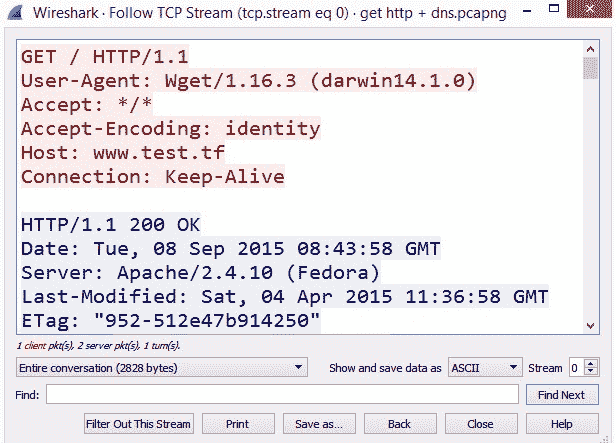 Wireshark · Follow TCP Stream (tcp.stream eq 0) · get http + dns.pcapng
GET / HTTP/1.1
User-Agent: Wget/1.16.3 (darwin14.1.0)
Accept: */*
Accept-Encoding: identity
Host: www.test.tf
Connection: Keep-Alive
HTTP/1.1 200 OK
Date: Tue, 08 Sep 2015 08:43:58 GMT
Server: Apache/2.4.10 (Fedora)
Last-Modified: Sat, 04 Apr 2015 11:36:58 GMT
ETag: "952-512e47b914250"
1 client pkt(s), 2 server pkt(s), 1 turn(s).
Entire conversation (2828 bytes) Show and save data as ASCII Stream 0
Find: Find Next
Filter Out This Stream Print Save as... Back Close Help